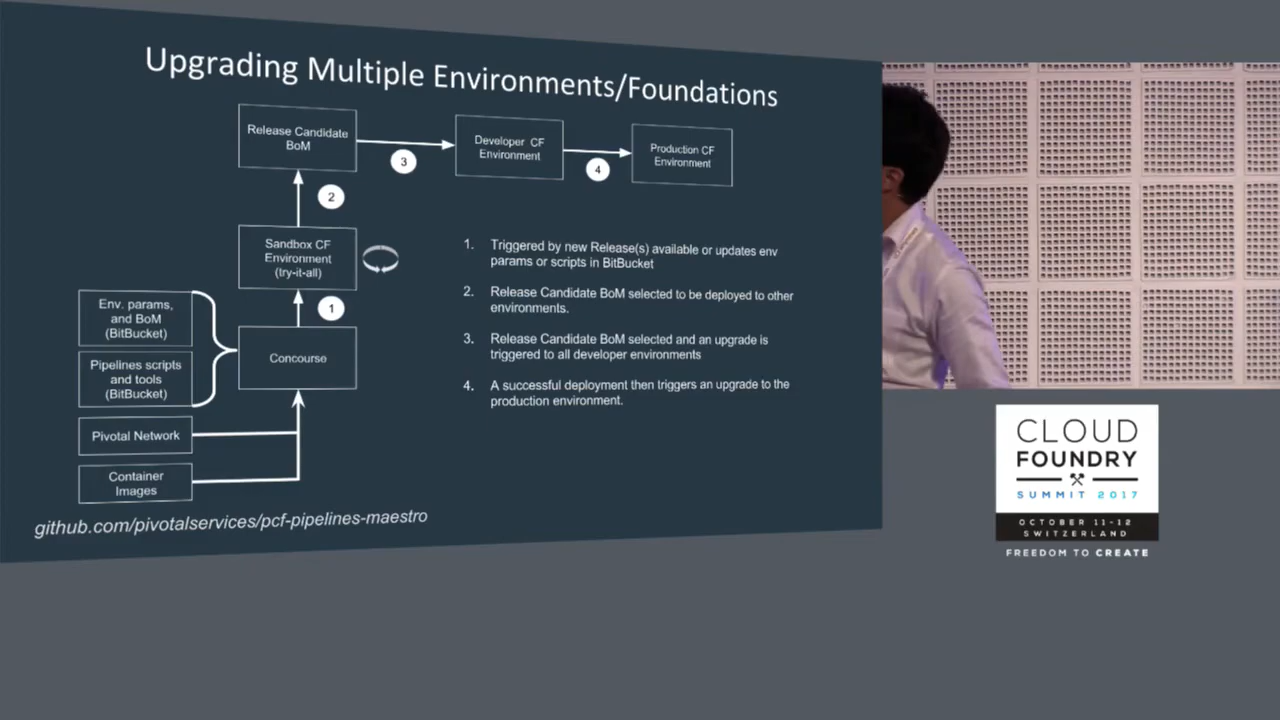 Upgrading Multiple Environments/Foundations
Release Candidate
BoM
3
Developer CF
Environment
4
Production CF
Environment
2
Sandbox CF
Environment
(try-it-all)
1
Env. params,
and BoM
(BitBucket)
Pipelines scripts
and tools
(BitBucket)
Concourse
Pivotal Network
Container
Images
1. Triggered by new Release(s) available or updates env
params or scripts in BitBucket
2. Release Candidate BoM selected to be deployed to other
environments.
3. Release Candidate BoM selected and an upgrade is
triggered to all developer environments
4. A successful deployment then triggers an upgrade to the
production environment.
github.com/pivotalservices/pcf-pipelines-maestro
CLOUD
FOUNDRY
SUMMIT 2017
OCTOBER 11-12
SWITZERLAND
FREEDOM TO CREATE